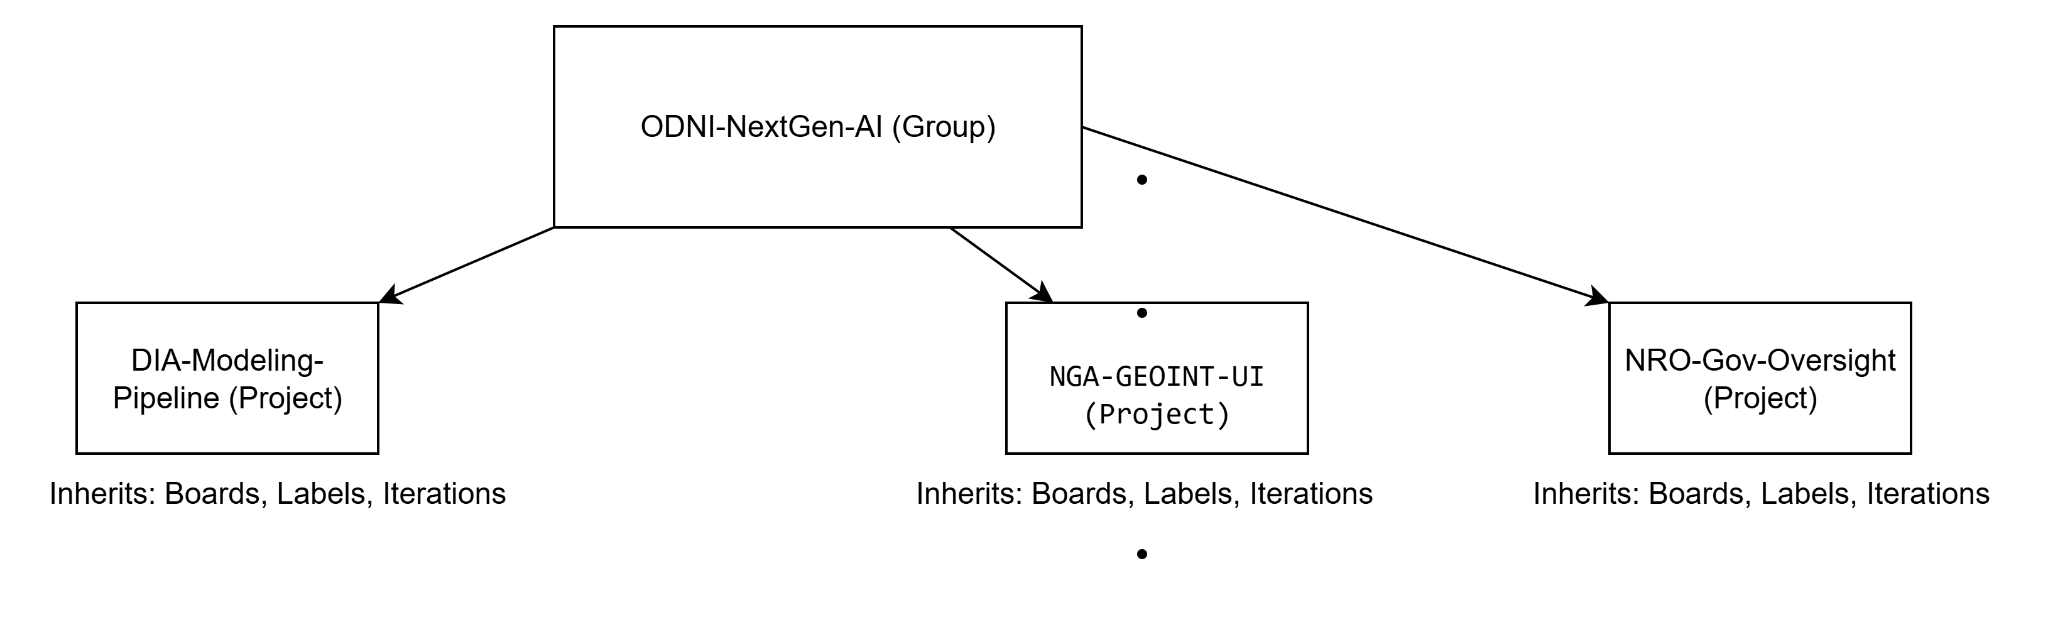 ODNI-NextGen-AI (Group)
DIA-Modeling-
Pipeline (Project)
NGA-GEOINT-UI
(Project)
NRO-Gov-Oversight
(Project)
Inherits: Boards, Labels, Iterations
Inherits: Boards, Labels, Iterations
Inherits: Boards, Labels, Iterations